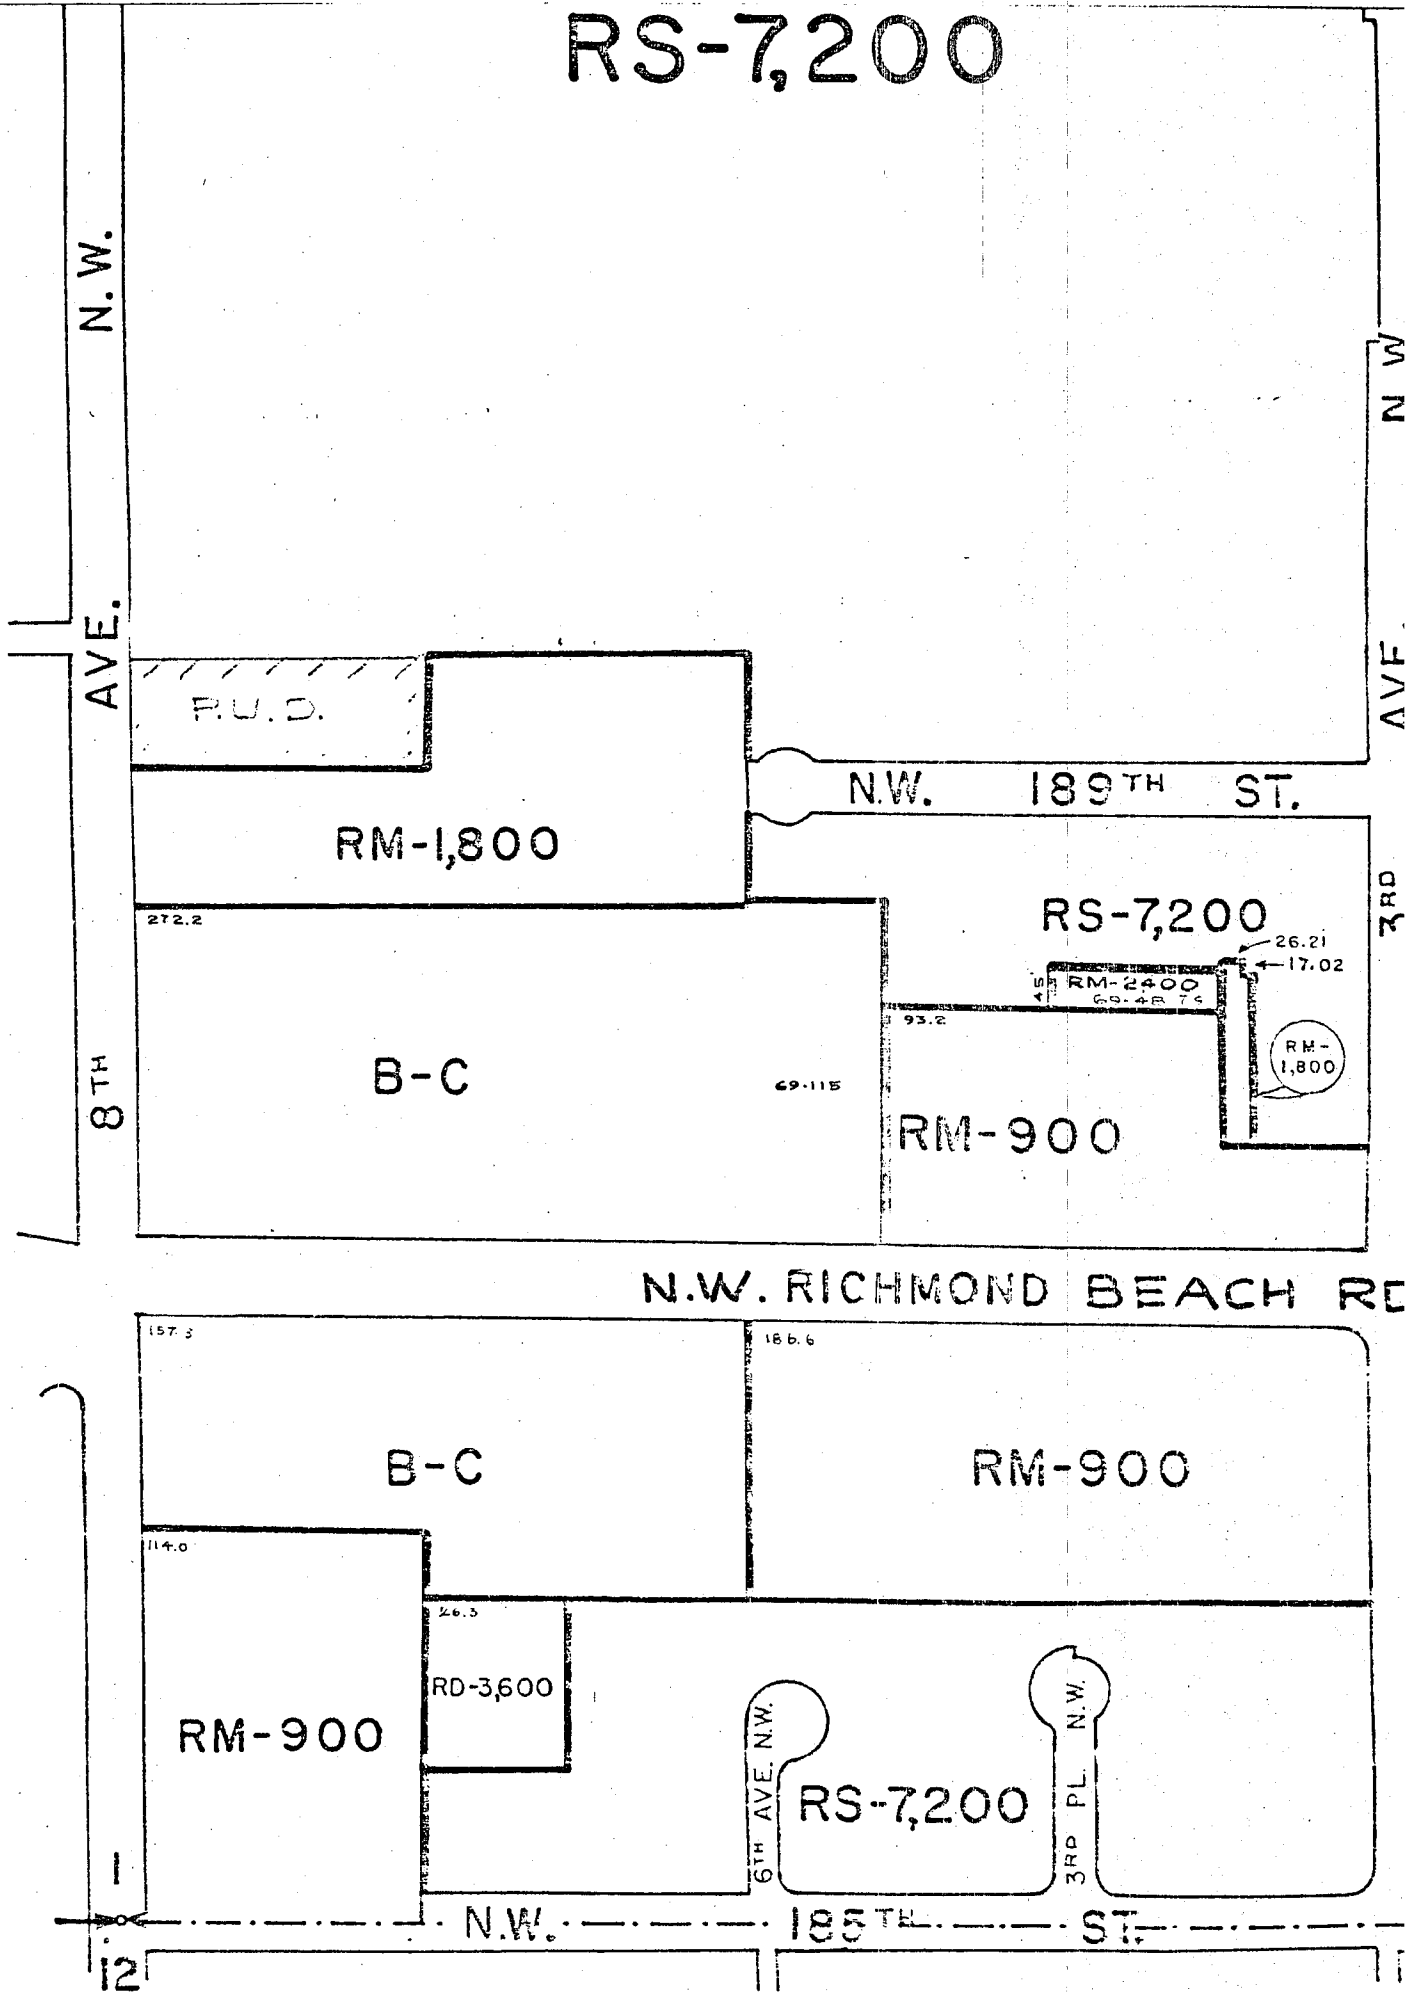 RS-7,200
8TH AVE. N.W.
3RD AVE. N W
P.U.D.
N.W. 189TH ST.
RM-1,800
272.2
RS-7,200
26.21
17.02
45'
RM-2400
93.2
RM-
1,800
B-C
69-115
RM-900
N.W. RICHMOND BEACH RD
157.3
186.6
B-C
RM-900
114.0
RD-3,600
RM-900
6TH AVE. N.W.
RS-7,200
3RD PL N.W.
1
N.W. 185TH ST.
12